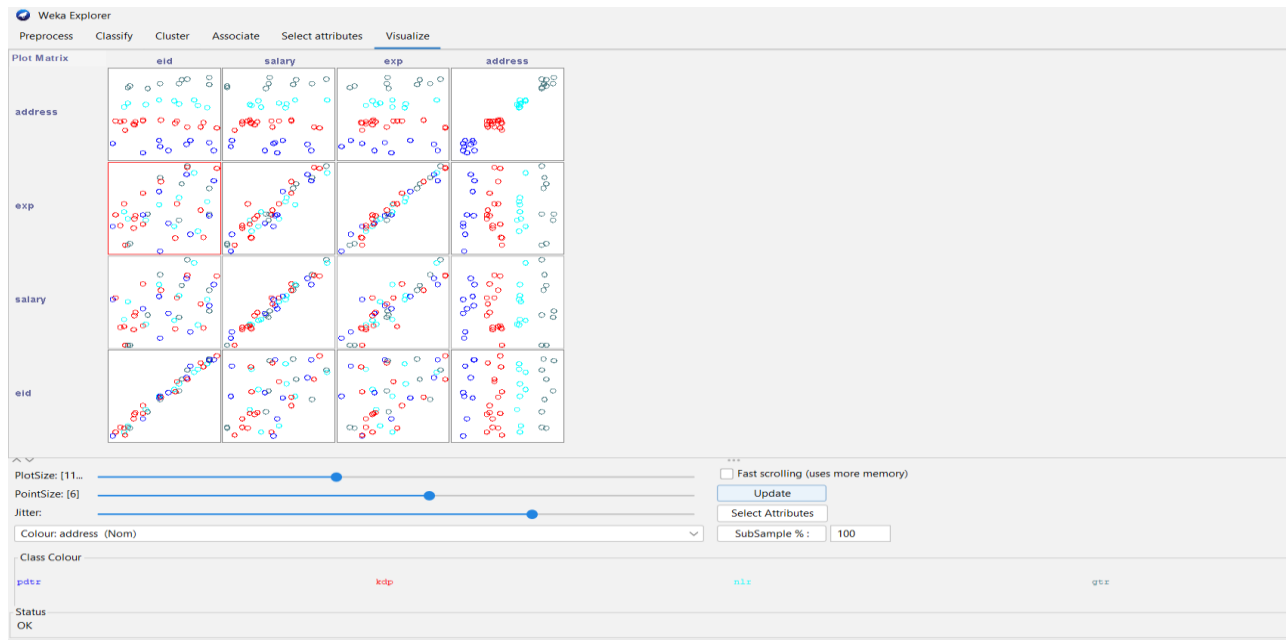 Weka Explorer
Preprocess Classify Cluster Associate Select attributes Visualize
Plot Matrix eid salary exp address
address
exp
salary
eid
PlotSize: [11...
PointSize: [6]
Jitter:
Colour: address (Nom)
Fast scrolling (uses more memory)
Update
Select Attributes
SubSample % : 100
Class Colour
pdtr kdp nlr gtr
Status
OK